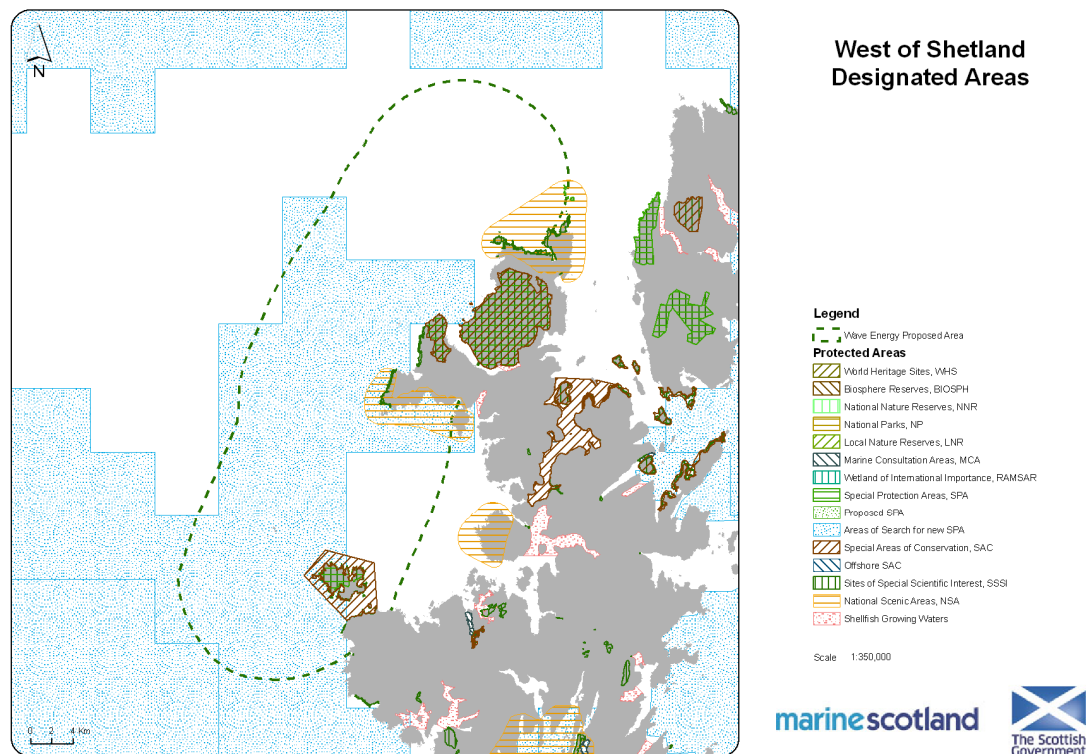 West of Shetland
Designated Areas
N
Legend
Wave Energy Proposed Area
Protected Areas
World Heritage Sites, WHS
Biosphere Reserves, BIOSPH
National Nature Reserves, NNR
National Parks, NP
Local Nature Reserves, LNR
Marine Consultation Areas, MCA
Wetland of International Importance, RAMSAR
Special Protection Areas, SPA
Proposed SPA
Areas of Search for new SPA
Special Areas of Conservation, SAC
Offshore SAC
Sites of Special Scientific Interest, SSSI
National Scenic Areas, NSA
Shellfish Growing Waters
Scale 1:350,000
0 2 4 Km
marinescotland
The Scottish
Government